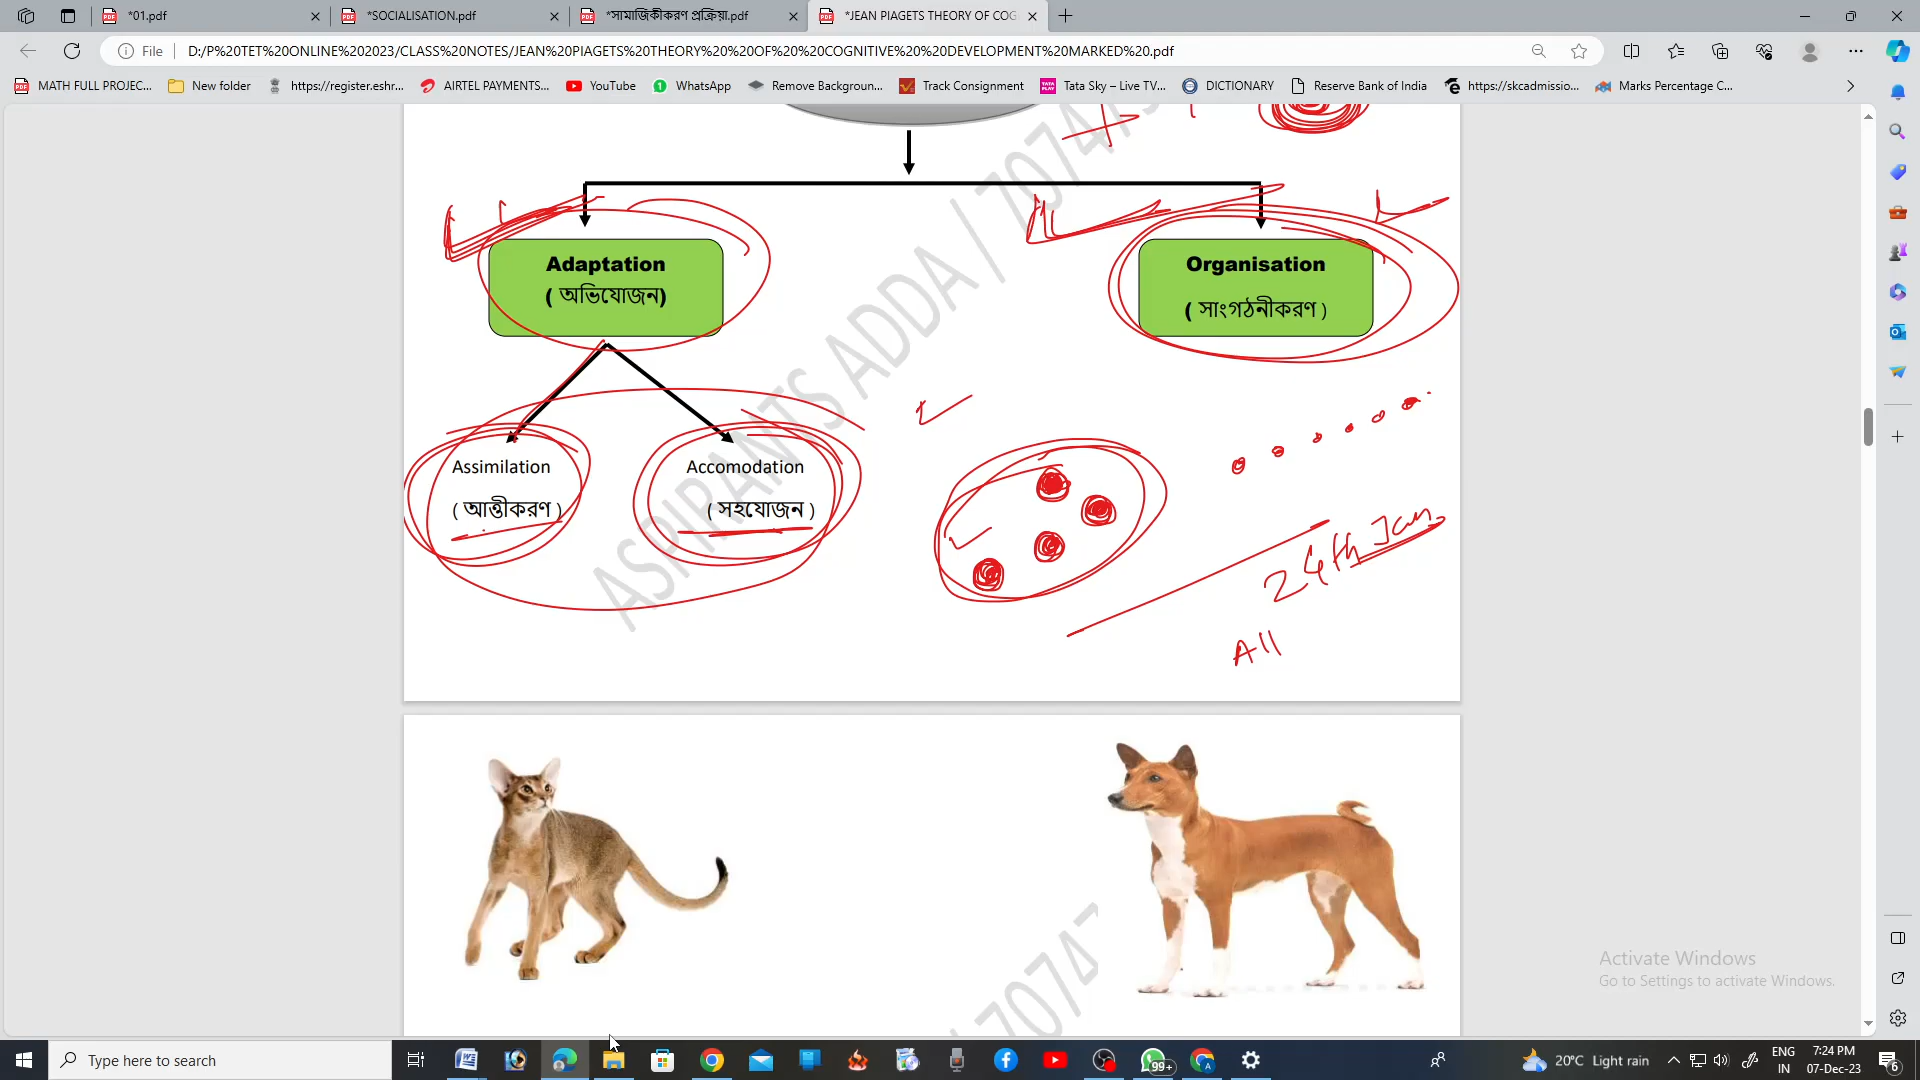 *01.pdf
*SOCIALISATION.pdf
*সামাজিকীকরণ প্রক্রিয়া.pdf
*JEAN PIAGETS THEORY OF COG
File
D:/P%20TET%20ONLINE%202023/CLASS%20NOTES/JEAN%20PIAGETS%20THEORY%20%20OF%20%20COGNITIVE%20%20DEVELOPMENT%20MARKED%20.pdf
MATH FULL PROJEC...
New folder
https://register.eshr...
AIRTEL PAYMENTS...
YouTube
WhatsApp
Remove Backgroun...
Track Consignment
Tata Sky – Live TV...
DICTIONARY
Reserve Bank of India
https://skcadmissio...
Marks Percentage C...
Adaptation
( অভিযোজন)
Organisation
( সাংগঠনীকরণ )
Assimilation
( আত্তীকরণ )
Accomodation
( সহযোজন )
ASPIRANTS ADDA / 70747
24th Jan
All
70747
Activate Windows
Go to Settings to activate Windows.
Type here to search
99+
20°C Light rain
ENG
IN
7:24 PM
07-Dec-23
6